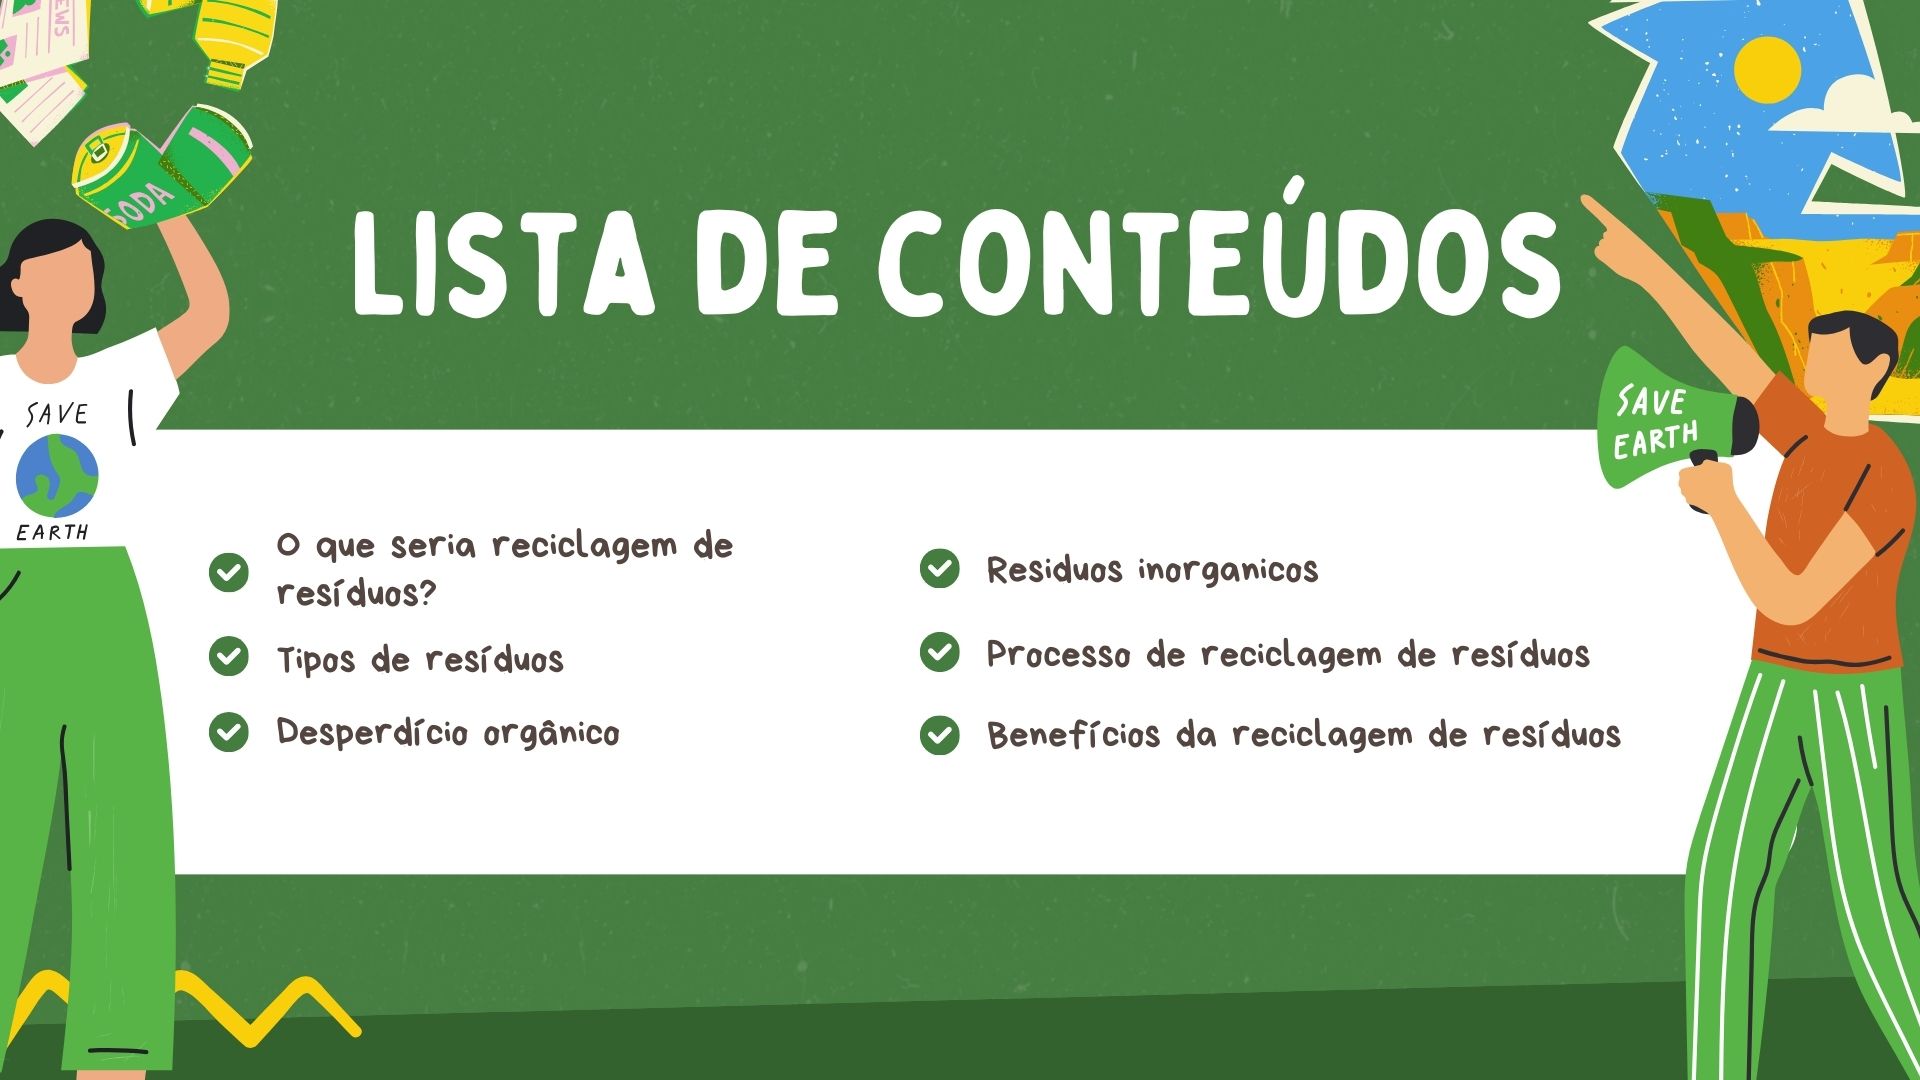 EWS
SODA
LISTA DE CONTEÚDOS
SAVE
EARTH
SAVE
EARTH
O que seria reciclagem de
resíduos?
Tipos de resíduos
Desperdício orgânico
Residuos inorganicos
Processo de reciclagem de resíduos
Benefícios da reciclagem de resíduos